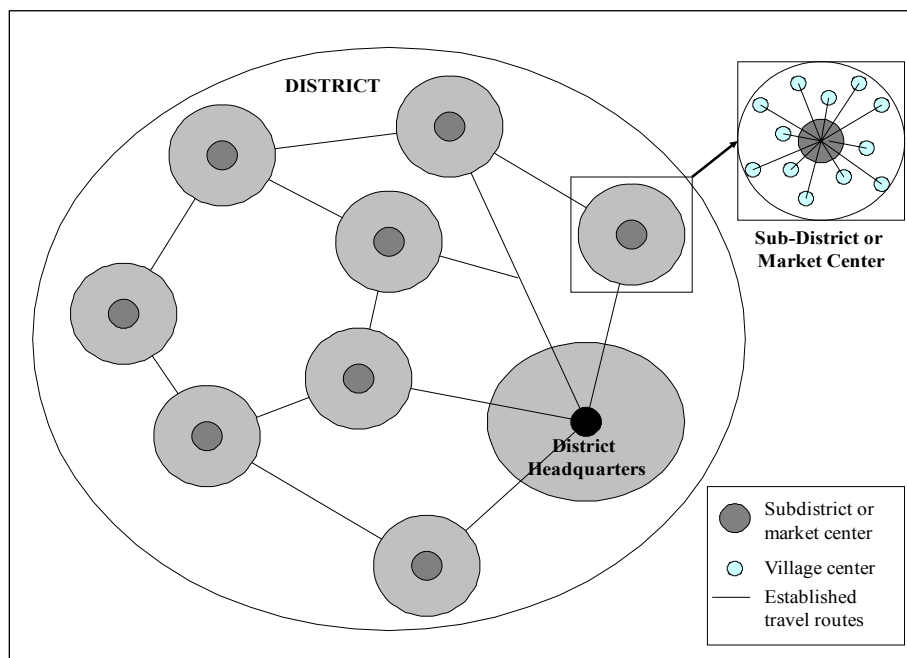 DISTRICT
Sub-District or
Market Center
District
Headquarters
Subdistrict or
market center
Village center
Established
travel routes